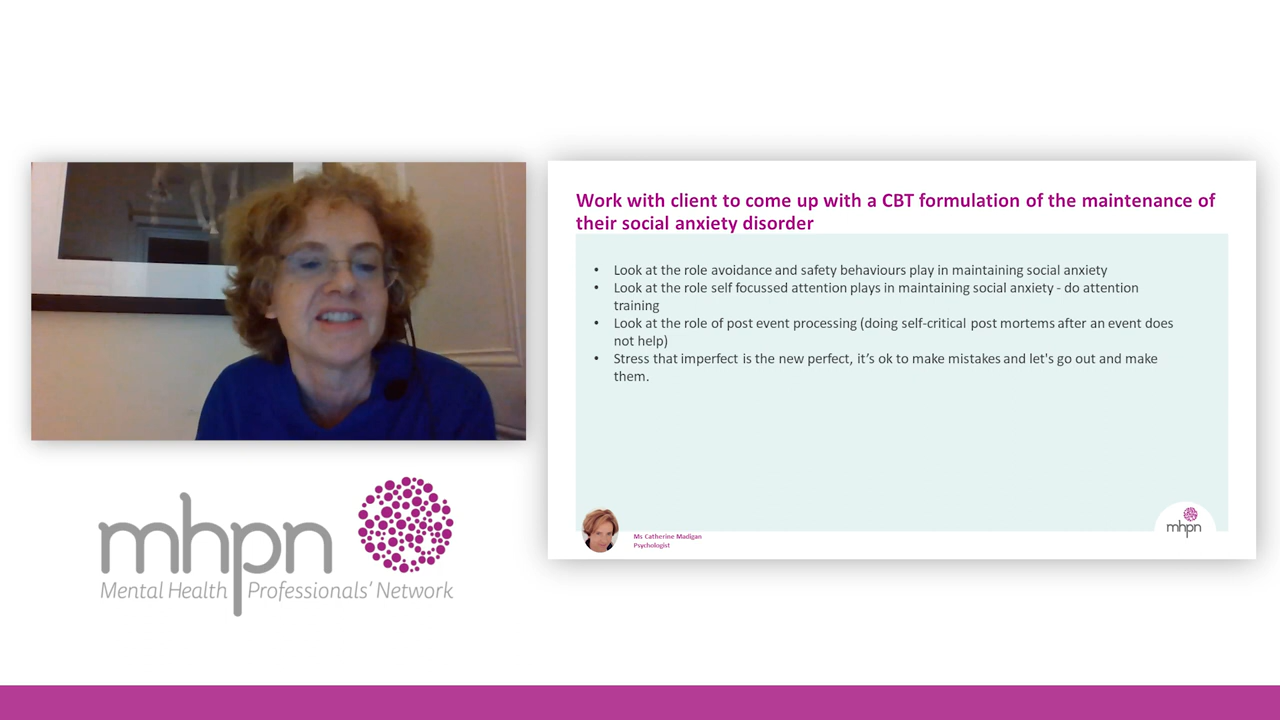 Work with client to come up with a CBT formulation of the maintenance of
their social anxiety disorder
• Look at the role avoidance and safety behaviours play in maintaining social anxiety
• Look at the role self focussed attention plays in maintaining social anxiety - do attention
training
• Look at the role of post event processing (doing self-critical post mortems after an event does
not help)
• Stress that imperfect is the new perfect, it’s ok to make mistakes and let's go out and make
them.
Ms Catherine Madigan
Psychologist
mhpn
mhpn
Mental Health Professionals’ Network